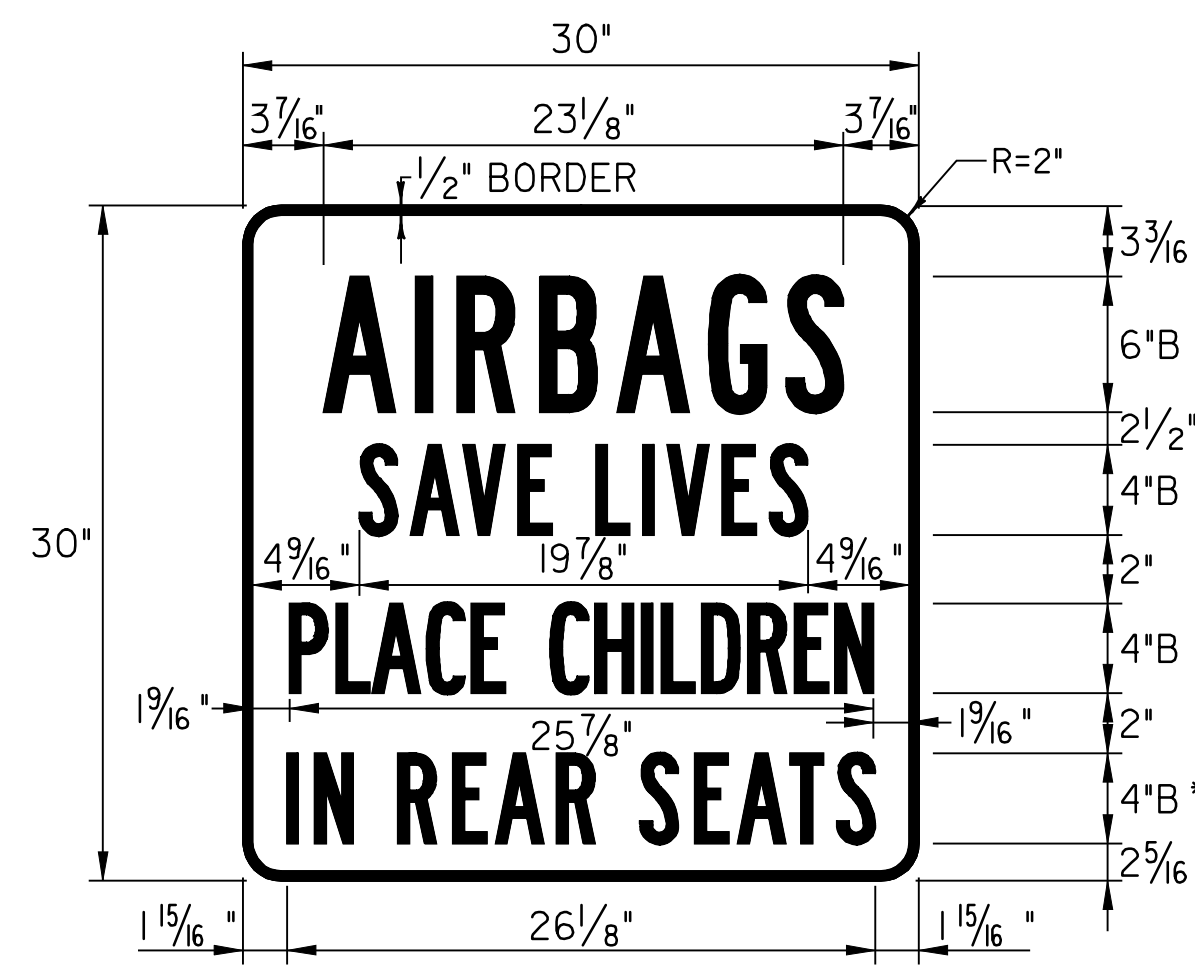 30"
3 7/16" 23 1/8" 3 7/16"
1/2" BORDER
R=2"
3 3/16
AIRBAGS
6"B
2 1/2"
SAVE LIVES
4"B
30"
4 9/16 " 19 7/8" 4 9/16 "
2"
PLACE CHILDREN
4"B
1 9/16 " 25 7/8" 1 9/16 "
2"
IN REAR SEATS
4"B *
2 5/16
1 15/16 " 26 1/8" 1 15/16 "